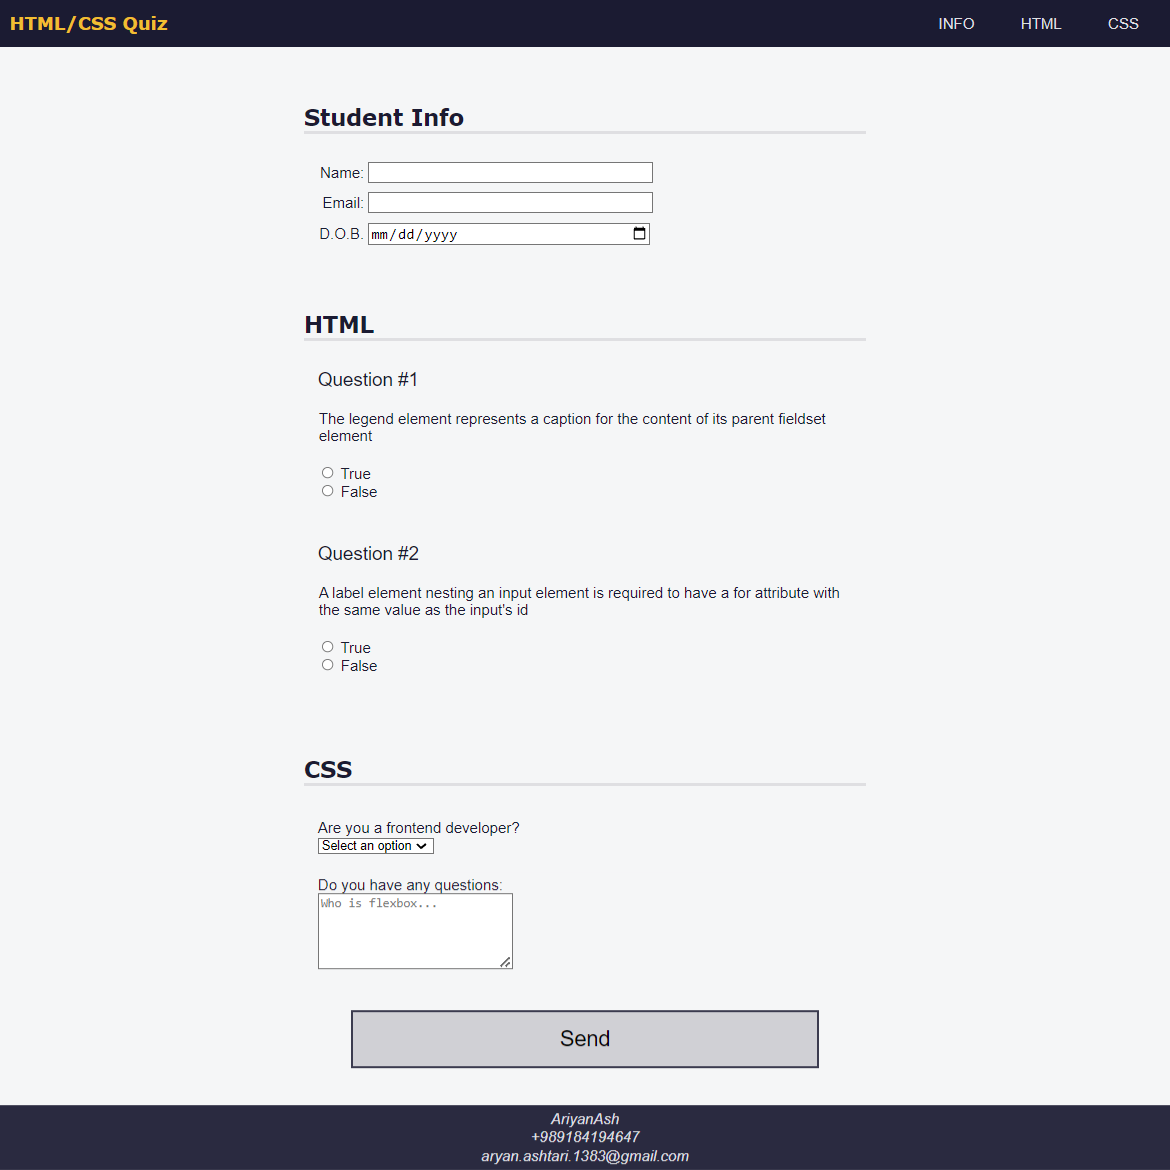 HTML/CSS Quiz
INFO HTML CSS
Student Info
Name:
Email:
D.O.B. mm/dd/yyyy
HTML
Question #1
The legend element represents a caption for the content of its parent fieldset
element
True
False
Question #2
A label element nesting an input element is required to have a for attribute with
the same value as the input's id
True
False
CSS
Are you a frontend developer?
Select an option
Do you have any questions:
Who is flexbox...
Send
AriyanAsh
+989184194647
aryan.ashtari.1383@gmail.com